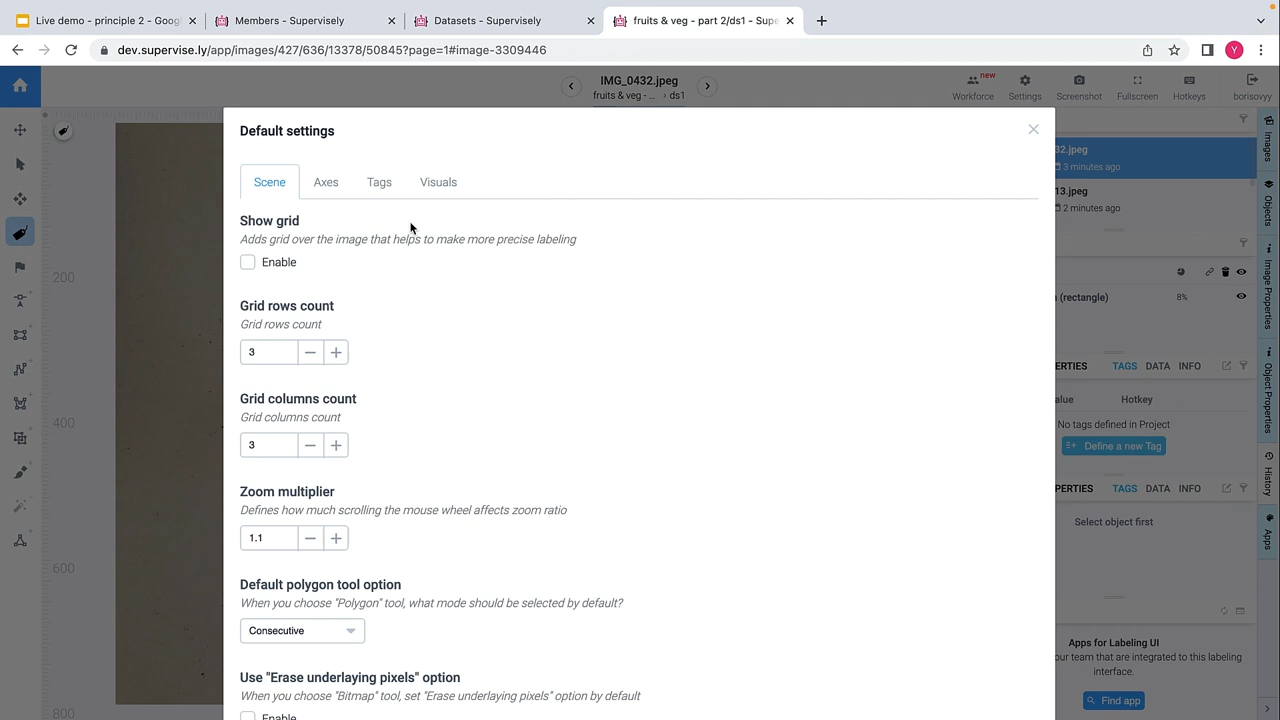 Live demo - principle 2 - Goog
Members - Supervisely
Datasets - Supervisely
fruits & veg - part 2/ds1 - Supe
dev.supervise.ly/app/images/427/636/13378/50845?page=1#image-3309446
Y
IMG_0432.jpeg
fruits & veg - ... › ds1
new
Workforce
Settings
Screenshot
Fullscreen
Hotkeys
borisovyy
Default settings
Scene
Axes
Tags
Visuals
Show grid
Adds grid over the image that helps to make more precise labeling
Enable
Grid rows count
Grid rows count
3
Grid columns count
Grid columns count
3
Zoom multiplier
Defines how much scrolling the mouse wheel affects zoom ratio
1.1
Default polygon tool option
When you choose "Polygon" tool, what mode should be selected by default?
Consecutive
Use "Erase underlaying pixels" option
When you choose "Bitmap" tool, set "Erase underlaying pixels" option by default
Enable
200
400
600
800
32.jpeg
3 minutes ago
13.jpeg
2 minutes ago
(rectangle)
8%
ERTIES
TAGS
DATA
INFO
alue
Hotkey
No tags defined in Project
Define a new Tag
PERTIES
TAGS
DATA
INFO
Select object first
Apps for Labeling UI
our team that are integrated to this labeling
interface.
Find app
Images
Objects
Image Properties
Object Properties
History
Apps